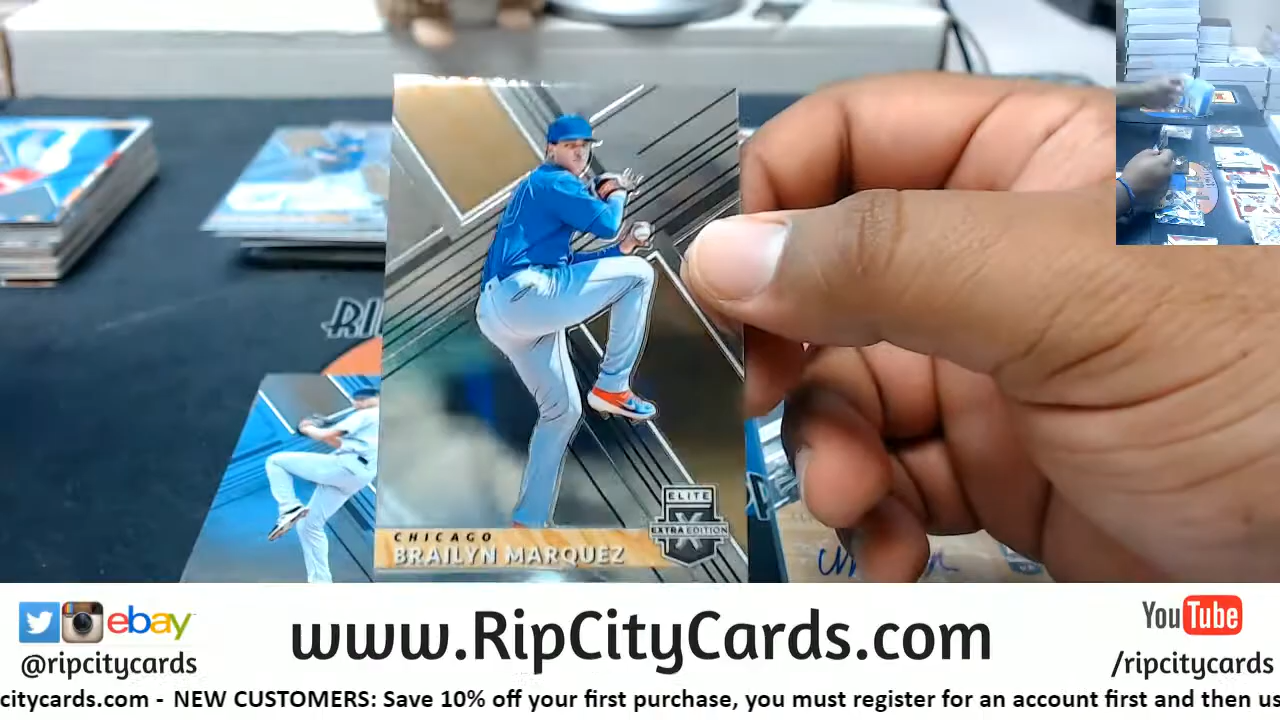 RI
CHICAGO
BRAILYN MARQUEZ
ELITE
X
EXTRA EDITION
ebay
@ripcitycards
www.RipCityCards.com
YouTube
/ripcitycards
citycards.com - NEW CUSTOMERS: Save 10% off your first purchase, you must register for an account first and then us